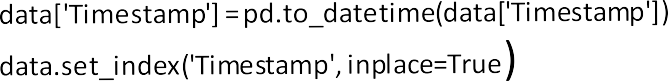 data['Timestamp'] = pd.to_datetime(data['Timestamp'])
data.set_index('Timestamp', inplace=True)